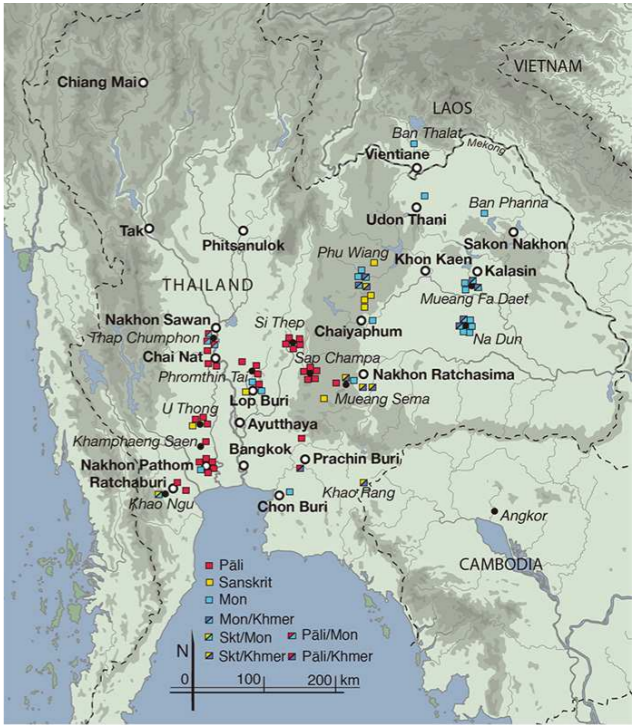 VIETNAM
Chiang Mai
LAOS
Ban Thalat
Mekong
Vientiane
Udon Thani
Ban Phanna
Tak
Phitsanulok
Sakon Nakhon
Phu Wiang
Khon Kaen
Kalasin
THAILAND
Mueang Fa Daet
Nakhon Sawan
Si Thep
Thap Chumphon
Chaiyaphum
Na Dun
Chai Nat
Sap Champa
Phromthin Tai
Nakhon Ratchasima
Lop Buri
Mueang Sema
U Thong
Ayutthaya
Khamphaeng Saen
Bangkok
Nakhon Pathom
Prachin Buri
Ratchaburi
Khao Rang
Khao Ngu
Chon Buri
Angkor
CAMBODIA
Pāli
Sanskrit
Mon
Mon/Khmer
Skt/Mon Pāli/Mon
Skt/Khmer Pāli/Khmer
N
0 100 200 km